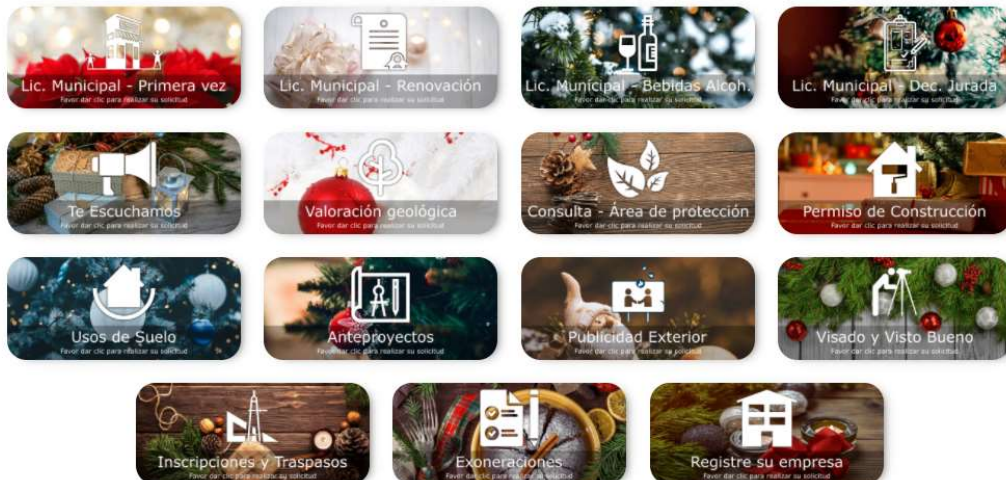 Lic. Municipal - Primera vez
Favor dar clic para realizar su solicitud
Lic. Municipal - Renovación
Favor dar clic para realizar su solicitud
Lic. Municipal - Bebidas Alcoh.
Favor dar clic para realizar su solicitud
Lic. Municipal - Dec. Jurada
Favor dar clic para realizar su solicitud
Te Escuchamos
Favor dar clic para realizar su solicitud
Valoración geológica
Favor dar clic para realizar su solicitud
Consulta - Área de protección
Favor dar clic para realizar su solicitud
Permiso de Construcción
Favor dar clic para realizar su solicitud
Usos de Suelo
Favor dar clic para realizar su solicitud
Anteproyectos
Favor dar clic para realizar su solicitud
Publicidad Exterior
Favor dar clic para realizar su solicitud
Visado y Visto Bueno
Favor dar clic para realizar su solicitud
Inscripciones y Traspasos
Favor dar clic para realizar su solicitud
Exoneraciones
Favor dar clic para realizar su solicitud
Registre su empresa
Favor dar clic para realizar su solicitud